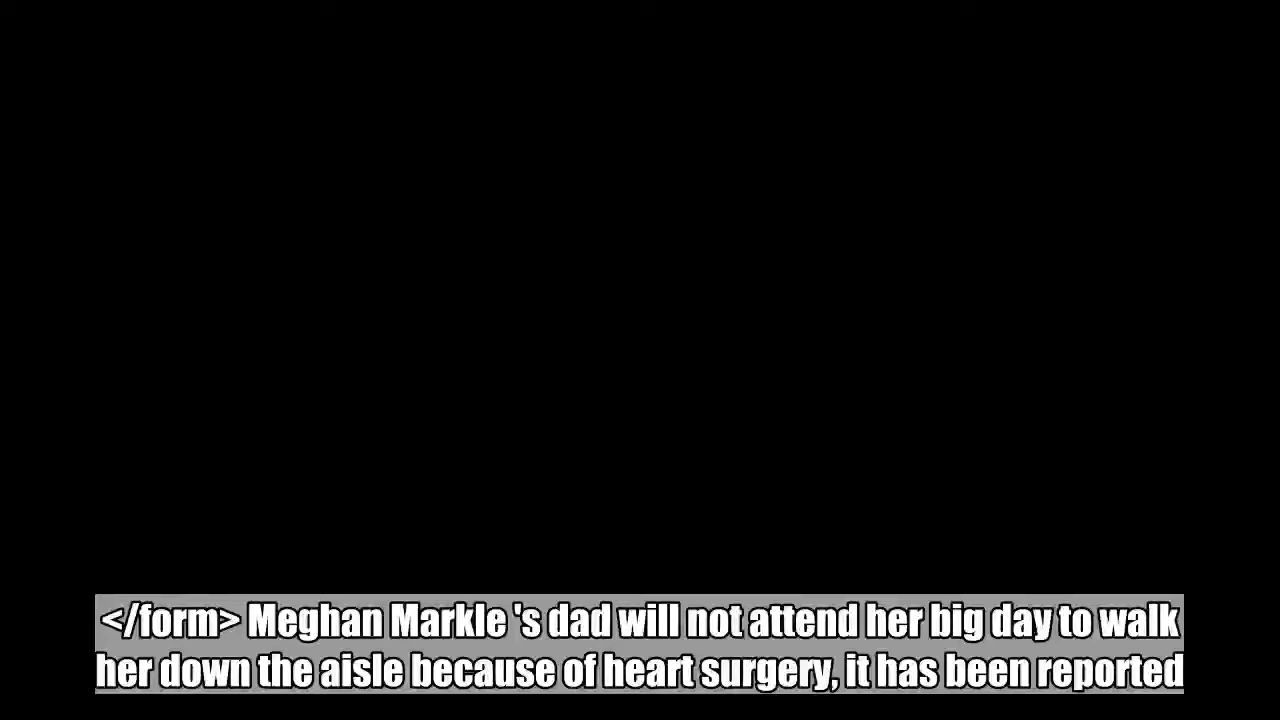 </form> Meghan Markle 's dad will not attend her big day to walk
her down the aisle because of heart surgery, it has been reported